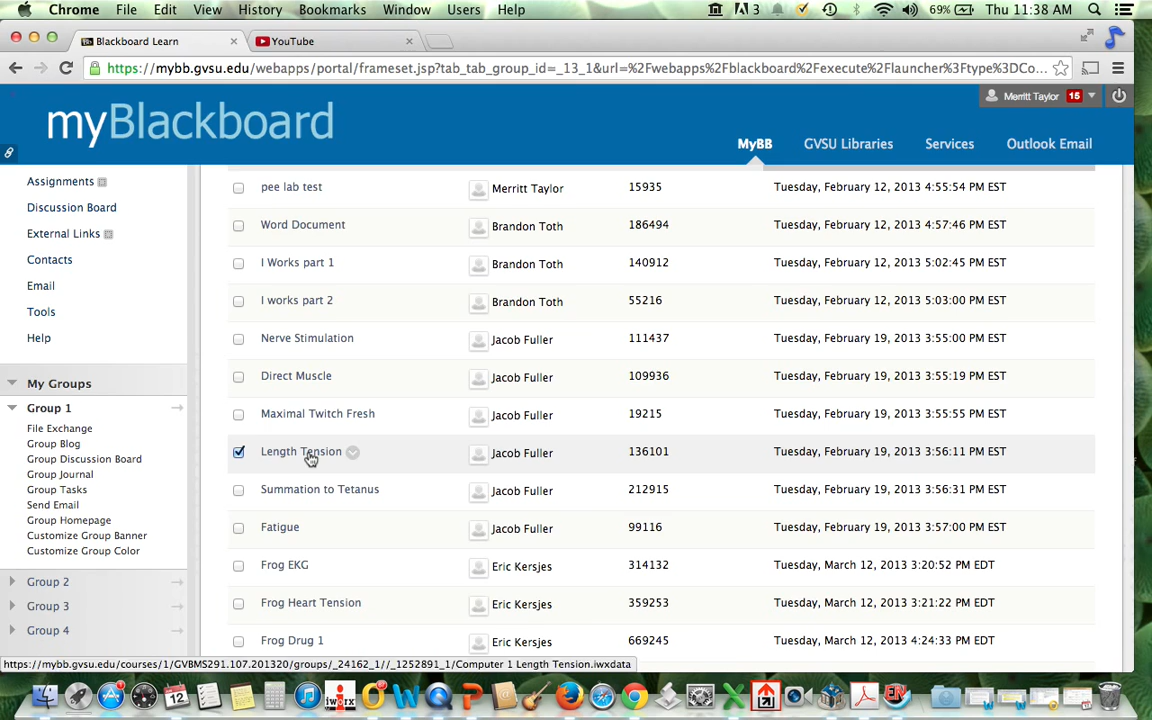 Chrome File Edit View History Bookmarks Window Users Help 3 69% Thu 11:38 AM
Blackboard Learn YouTube
https://mybb.gvsu.edu/webapps/portal/frameset.jsp?tab_tab_group_id=_13_1&url=%2Fwebapps%2Fblackboard%2Fexecute%2Flauncher%3Ftype%3DCo...
Merritt Taylor 15
myBlackboard
MyBB GVSU Libraries Services Outlook Email
Assignments
Discussion Board
External Links
Contacts
Email
Tools
Help
My Groups
Group 1
File Exchange
Group Blog
Group Discussion Board
Group Journal
Group Tasks
Send Email
Group Homepage
Customize Group Banner
Customize Group Color
Group 2
Group 3
Group 4
pee lab test Merritt Taylor 15935 Tuesday, February 12, 2013 4:55:54 PM EST
Word Document Brandon Toth 186494 Tuesday, February 12, 2013 4:57:46 PM EST
I Works part 1 Brandon Toth 140912 Tuesday, February 12, 2013 5:02:45 PM EST
I works part 2 Brandon Toth 55216 Tuesday, February 12, 2013 5:03:00 PM EST
Nerve Stimulation Jacob Fuller 111437 Tuesday, February 19, 2013 3:55:00 PM EST
Direct Muscle Jacob Fuller 109936 Tuesday, February 19, 2013 3:55:19 PM EST
Maximal Twitch Fresh Jacob Fuller 19215 Tuesday, February 19, 2013 3:55:55 PM EST
Length Tension Jacob Fuller 136101 Tuesday, February 19, 2013 3:56:11 PM EST
Summation to Tetanus Jacob Fuller 212915 Tuesday, February 19, 2013 3:56:31 PM EST
Fatigue Jacob Fuller 99116 Tuesday, February 19, 2013 3:57:00 PM EST
Frog EKG Eric Kersjes 314132 Tuesday, March 12, 2013 3:20:52 PM EDT
Frog Heart Tension Eric Kersjes 359253 Tuesday, March 12, 2013 3:21:22 PM EDT
Frog Drug 1 Eric Kersjes 669245 Tuesday, March 12, 2013 4:24:33 PM EDT
https://mybb.gvsu.edu/courses/1/GVBMS291.107.201320/groups/_24162_1//_1252891_1/Computer 1 Length Tension.iwxdata
12 iworx EN